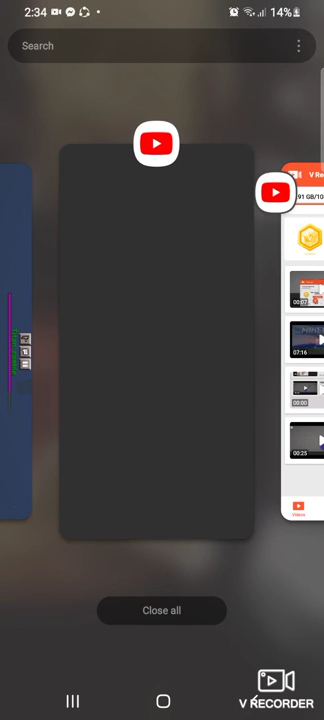 2:34
14%
Search
V Rec
.91 GB/10
00:07
07:16
00:00
00:25
Videos
Close all
V RECORDER